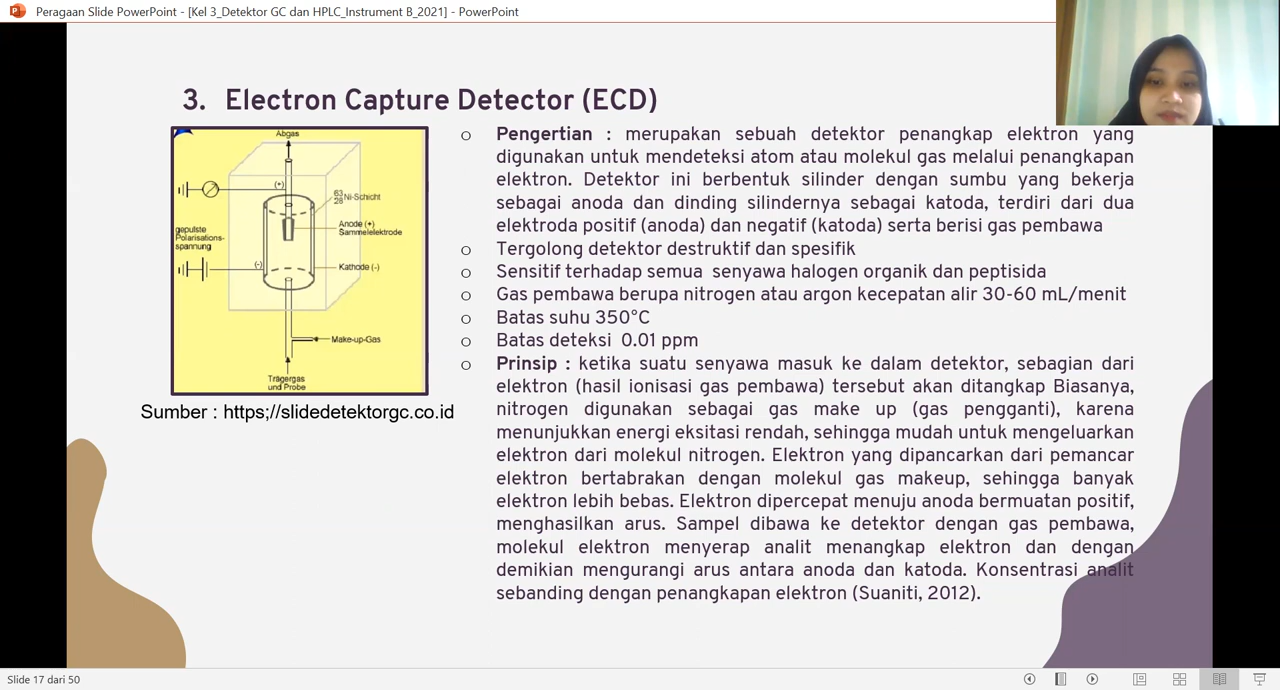 Peragaan Slide PowerPoint - [Kel 3_Detektor GC dan HPLC_Instrument B_2021] - PowerPoint
3. Electron Capture Detector (ECD)
Abgas
(+)
63
28 Ni-Schicht
Anode (+)
Sammelelektrode
gepulste
Polarisations-
spannung
(-)
Kathode (-)
Make-up-Gas
Trägergas
und Probe
Sumber : https;//slidedetektorgc.co.id
o Pengertian : merupakan sebuah detektor penangkap elektron yang
digunakan untuk mendeteksi atom atau molekul gas melalui penangkapan
elektron. Detektor ini berbentuk silinder dengan sumbu yang bekerja
sebagai anoda dan dinding silindernya sebagai katoda, terdiri dari dua
elektroda positif (anoda) dan negatif (katoda) serta berisi gas pembawa
o Tergolong detektor destruktif dan spesifik
o Sensitif terhadap semua senyawa halogen organik dan peptisida
o Gas pembawa berupa nitrogen atau argon kecepatan alir 30-60 mL/menit
o Batas suhu 350°C
o Batas deteksi 0.01 ppm
o Prinsip : ketika suatu senyawa masuk ke dalam detektor, sebagian dari
elektron (hasil ionisasi gas pembawa) tersebut akan ditangkap Biasanya,
nitrogen digunakan sebagai gas make up (gas pengganti), karena
menunjukkan energi eksitasi rendah, sehingga mudah untuk mengeluarkan
elektron dari molekul nitrogen. Elektron yang dipancarkan dari pemancar
elektron bertabrakan dengan molekul gas makeup, sehingga banyak
elektron lebih bebas. Elektron dipercepat menuju anoda bermuatan positif,
menghasilkan arus. Sampel dibawa ke detektor dengan gas pembawa,
molekul elektron menyerap analit menangkap elektron dan dengan
demikian mengurangi arus antara anoda dan katoda. Konsentrasi analit
sebanding dengan penangkapan elektron (Suaniti, 2012).
Slide 17 dari 50